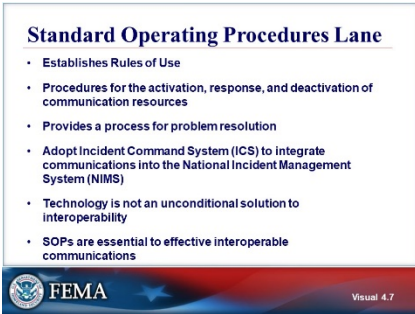 Standard Operating Procedures Lane
• Establishes Rules of Use
• Procedures for the activation, response, and deactivation of
communication resources
• Provides a process for problem resolution
• Adopt Incident Command System (ICS) to integrate
communications into the National Incident Management
System (NIMS)
• Technology is not an unconditional solution to
interoperability
• SOPs are essential to effective interoperable
communications
FEMA
Visual 4.7